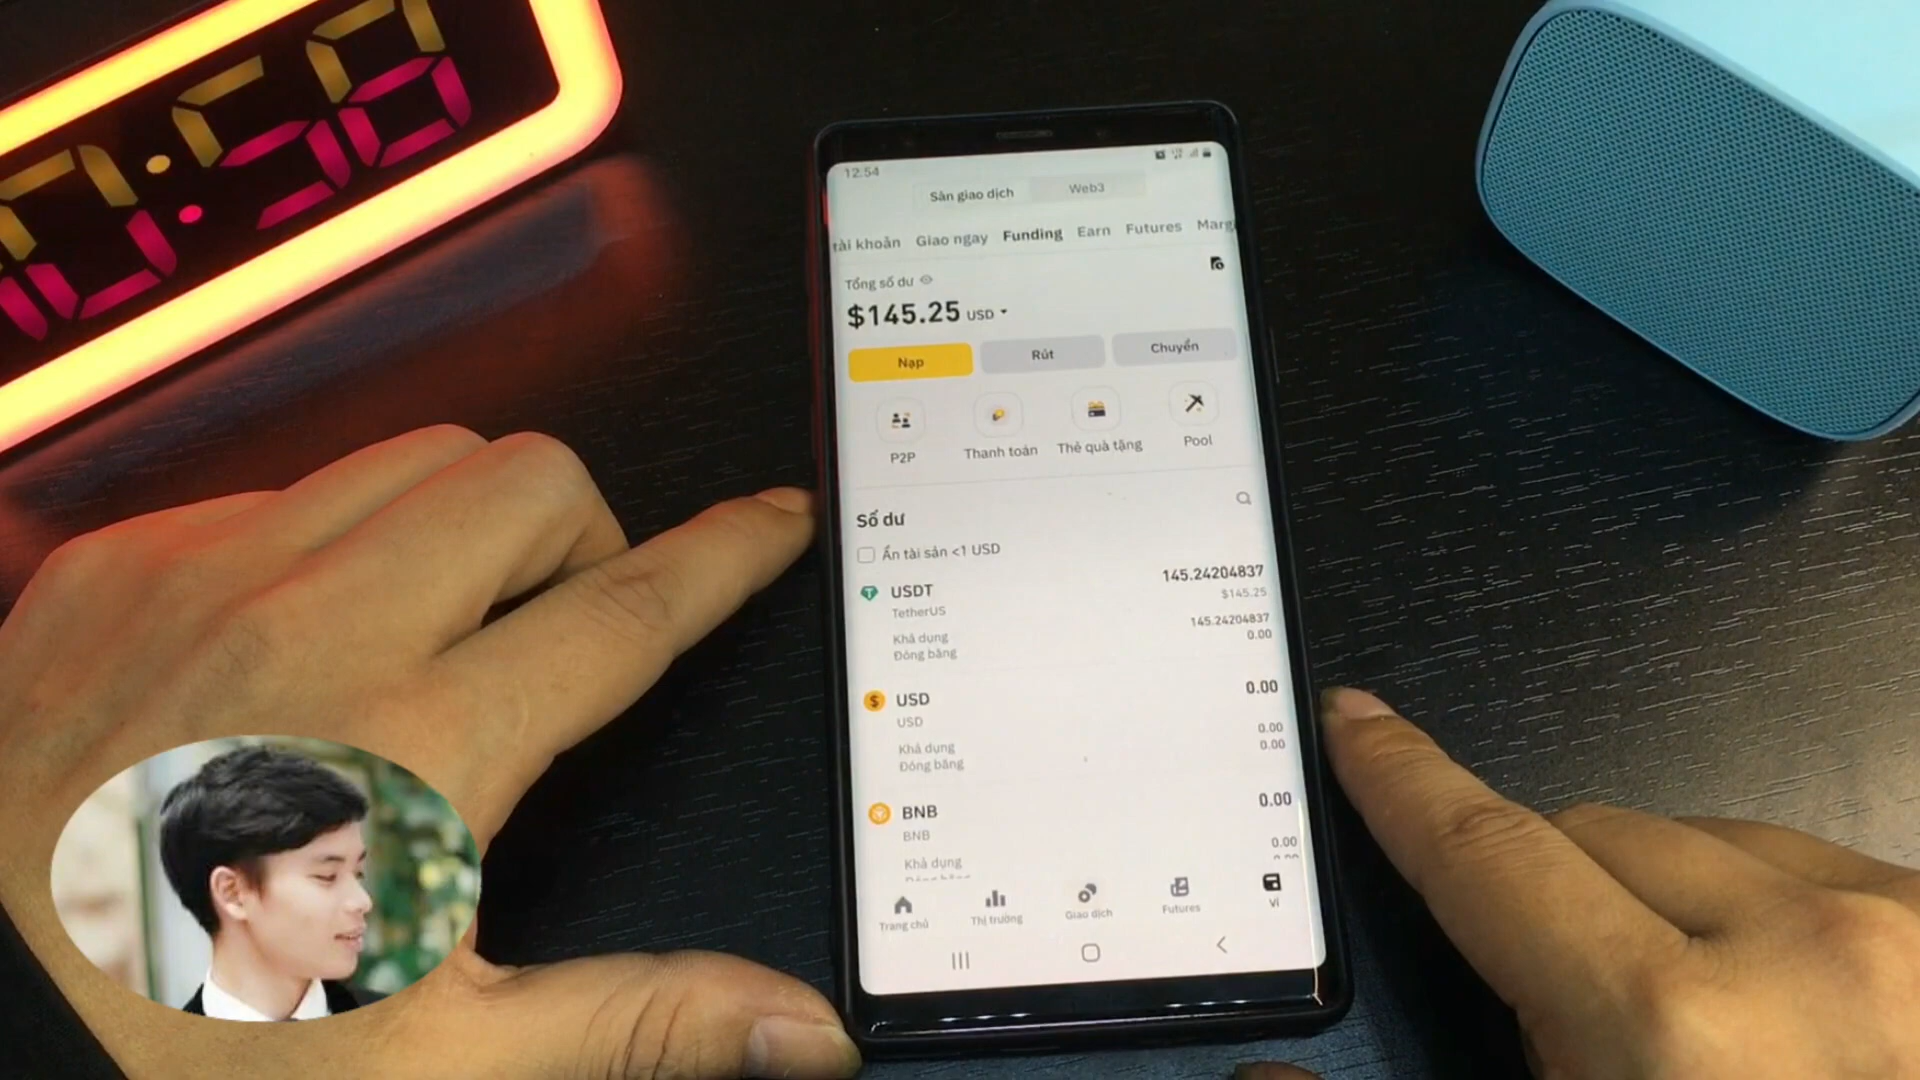 12:54
Sàn giao dịch Web3
tài khoản Giao ngay Funding Earn Futures Marg
Tổng số dư
$145.25 USD
Nạp Rút Chuyển
P2P Thanh toán Thẻ quà tặng Pool
Số dư
Ẩn tài sản <1 USD
USDT 145.24204837
TetherUS $145.25
Khả dụng 145.24204837
Đóng băng 0.00
USD 0.00
USD
Khả dụng 0.00
Đóng băng 0.00
BNB 0.00
BNB
Khả dụng 0.00
Trang chủ Thị trường Giao dịch Futures Ví